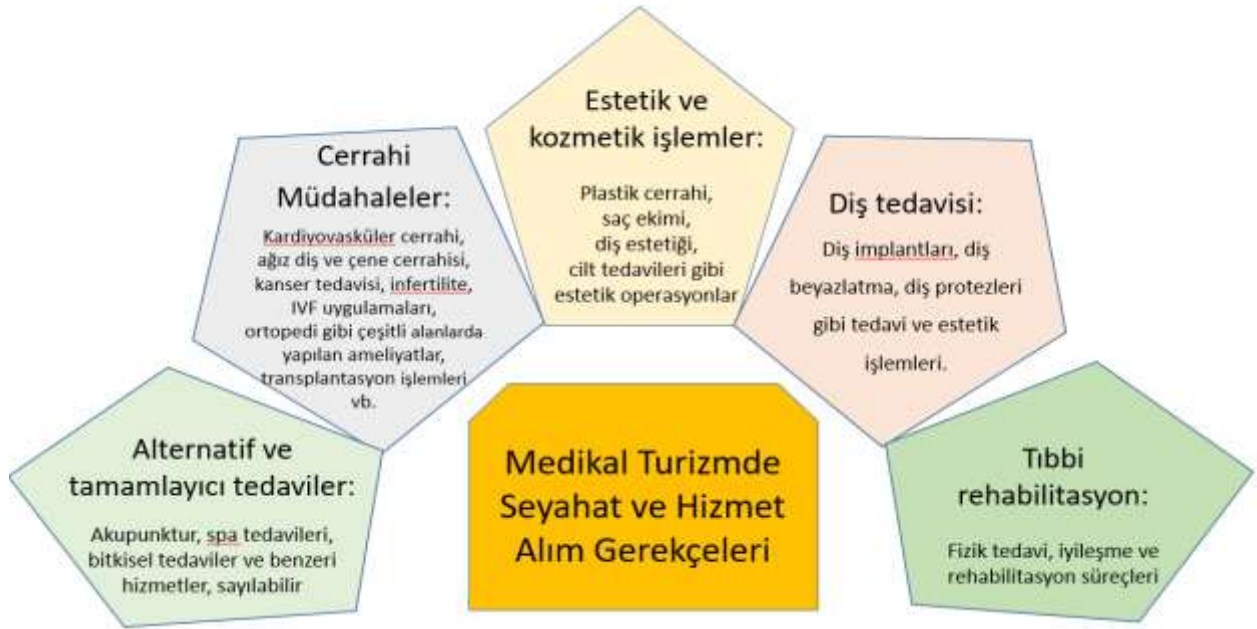 Estetik ve
kozmetik işlemler:
Plastik cerrahi,
saç ekimi,
diş estetiği,
cilt tedavileri gibi
estetik operasyonlar
Cerrahi
Müdahaleler:
Kardiyovasküler cerrahi,
ağız diş ve çene cerrahisi,
kanser tedavisi, infertilite,
IVF uygulamaları,
ortopedi gibi çeşitli alanlarda
yapılan ameliyatlar,
transplantasyon işlemleri
vb.
Diş tedavisi:
Diş implantları, diş
beyazlatma, diş protezleri
gibi tedavi ve estetik
işlemleri.
Alternatif ve
tamamlayıcı tedaviler:
Akupunktur, spa tedavileri,
bitkisel tedaviler ve benzeri
hizmetler, sayılabilir
Medikal Turizmde
Seyahat ve Hizmet
Alım Gerekçeleri
Tıbbi
rehabilitasyon:
Fizik tedavi, iyileşme ve
rehabilitasyon süreçleri